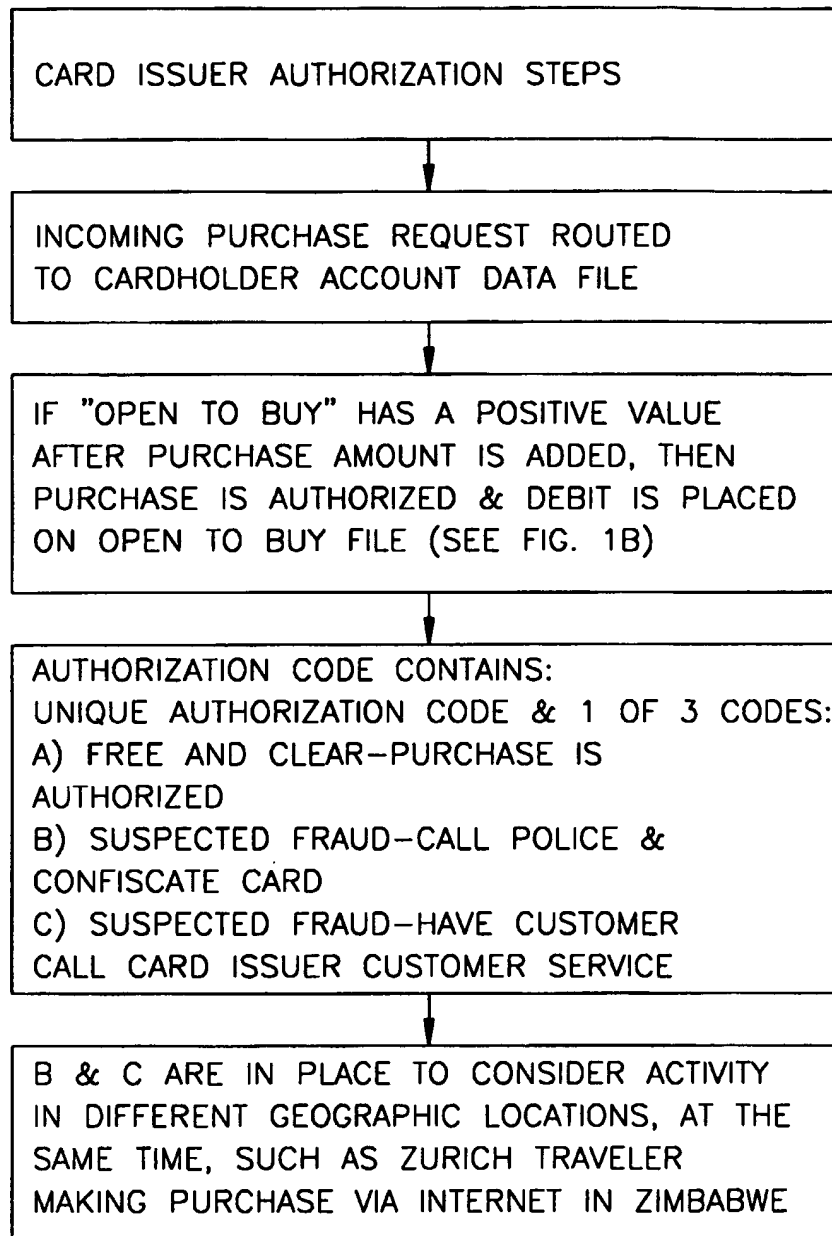 CARD ISSUER AUTHORIZATION STEPS
INCOMING PURCHASE REQUEST ROUTED
TO CARDHOLDER ACCOUNT DATA FILE
IF "OPEN TO BUY" HAS A POSITIVE VALUE
AFTER PURCHASE AMOUNT IS ADDED, THEN
PURCHASE IS AUTHORIZED & DEBIT IS PLACED
ON OPEN TO BUY FILE (SEE FIG. 1B)
AUTHORIZATION CODE CONTAINS:
UNIQUE AUTHORIZATION CODE & 1 OF 3 CODES:
A) FREE AND CLEAR-PURCHASE IS
AUTHORIZED
B) SUSPECTED FRAUD-CALL POLICE &
CONFISCATE CARD
C) SUSPECTED FRAUD-HAVE CUSTOMER
CALL CARD ISSUER CUSTOMER SERVICE
B & C ARE IN PLACE TO CONSIDER ACTIVITY
IN DIFFERENT GEOGRAPHIC LOCATIONS, AT THE
SAME TIME, SUCH AS ZURICH TRAVELER
MAKING PURCHASE VIA INTERNET IN ZIMBABWE